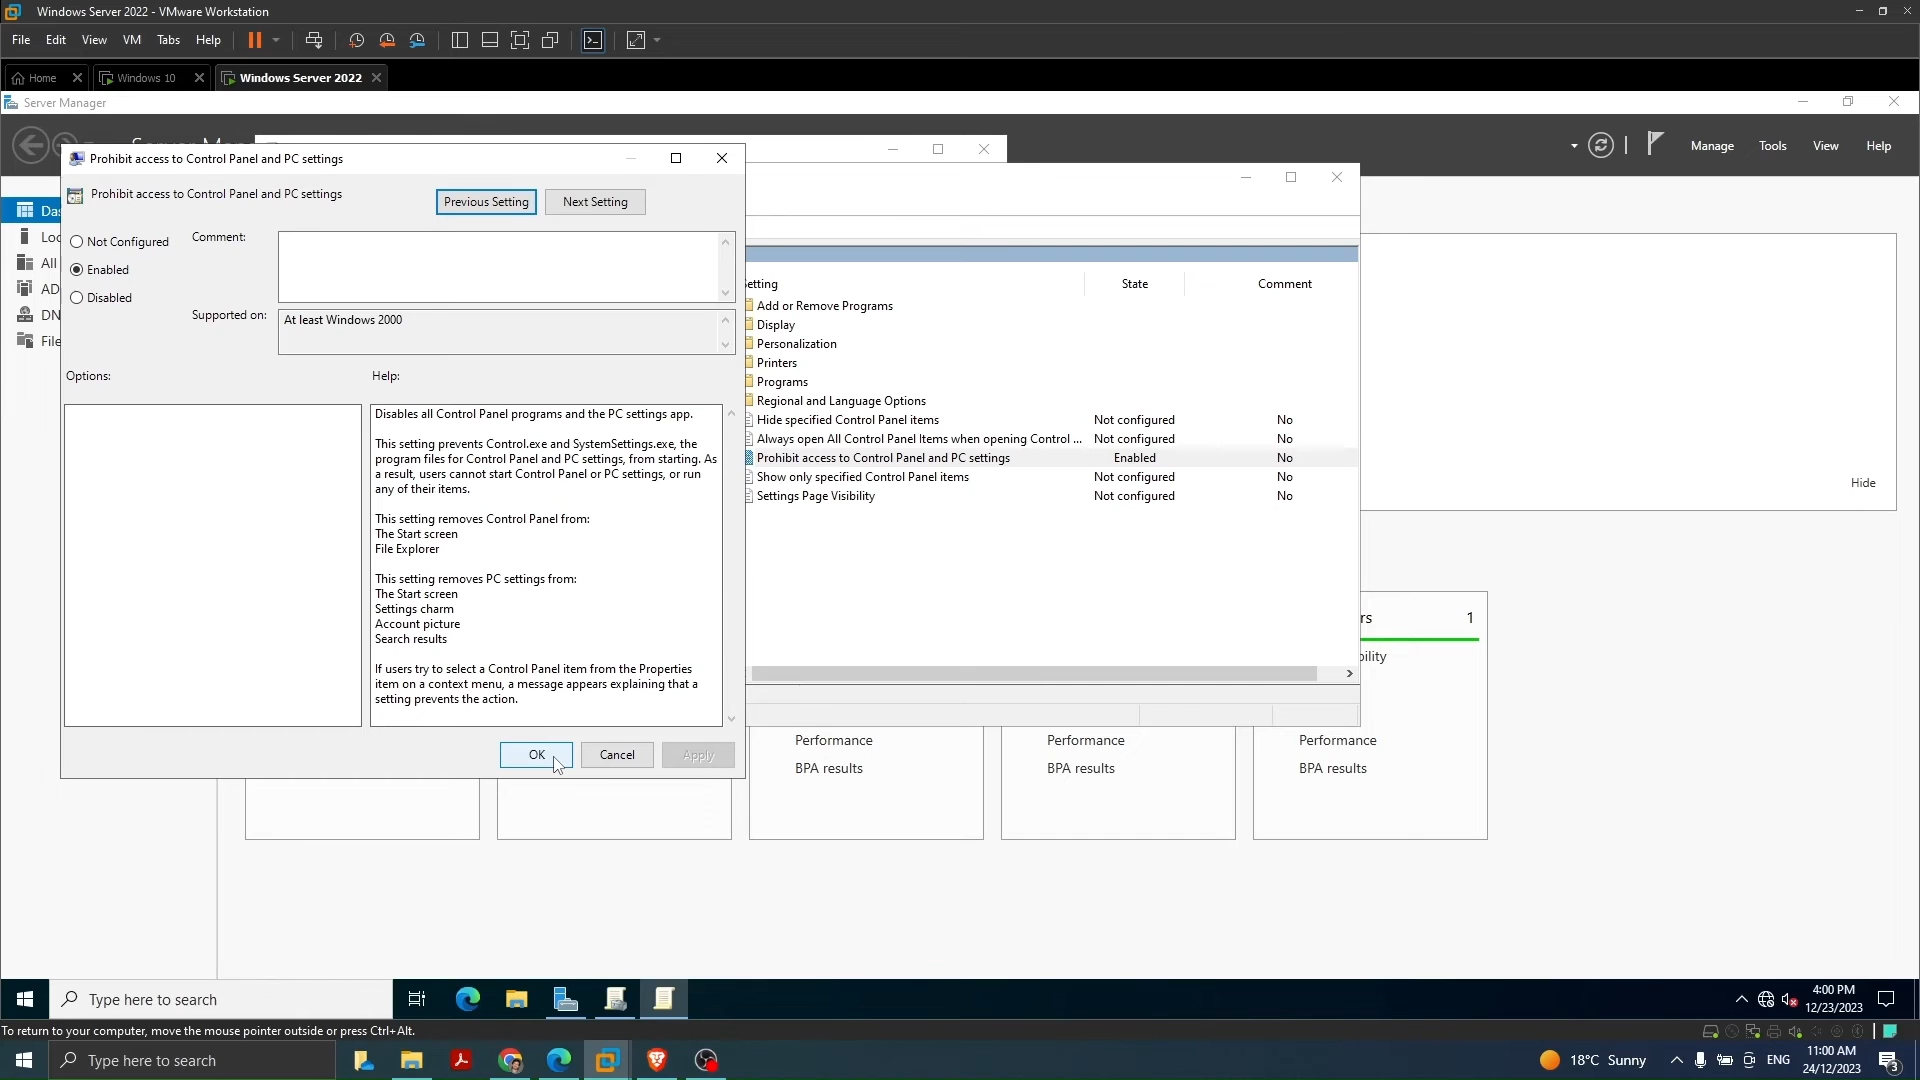 Windows Server 2022 - VMware Workstation
File Edit View VM Tabs Help
Home Windows 10 Windows Server 2022
Server Manager
Manage Tools View Help
Prohibit access to Control Panel and PC settings
Prohibit access to Control Panel and PC settings
Previous Setting Next Setting
Not Configured
Enabled
Disabled
Comment:
Supported on:
At least Windows 2000
Options:
Help:
Disables all Control Panel programs and the PC settings app.
This setting prevents Control.exe and SystemSettings.exe, the
program files for Control Panel and PC settings, from starting. As
a result, users cannot start Control Panel or PC settings, or run
any of their items.
This setting removes Control Panel from:
The Start screen
File Explorer
This setting removes PC settings from:
The Start screen
Settings charm
Account picture
Search results
If users try to select a Control Panel item from the Properties
item on a context menu, a message appears explaining that a
setting prevents the action.
OK Cancel Apply
Das
Loc
All
AD
DN
File
Setting State Comment
Add or Remove Programs
Display
Personalization
Printers
Programs
Regional and Language Options
Hide specified Control Panel items Not configured No
Always open All Control Panel Items when opening Control ... Not configured No
Prohibit access to Control Panel and PC settings Enabled No
Show only specified Control Panel items Not configured No
Settings Page Visibility Not configured No
Hide
rs 1
bility
Performance Performance Performance
BPA results BPA results BPA results
Type here to search
4:00 PM
12/23/2023
To return to your computer, move the mouse pointer outside or press Ctrl+Alt.
Type here to search
18°C Sunny
ENG
11:00 AM
24/12/2023
3